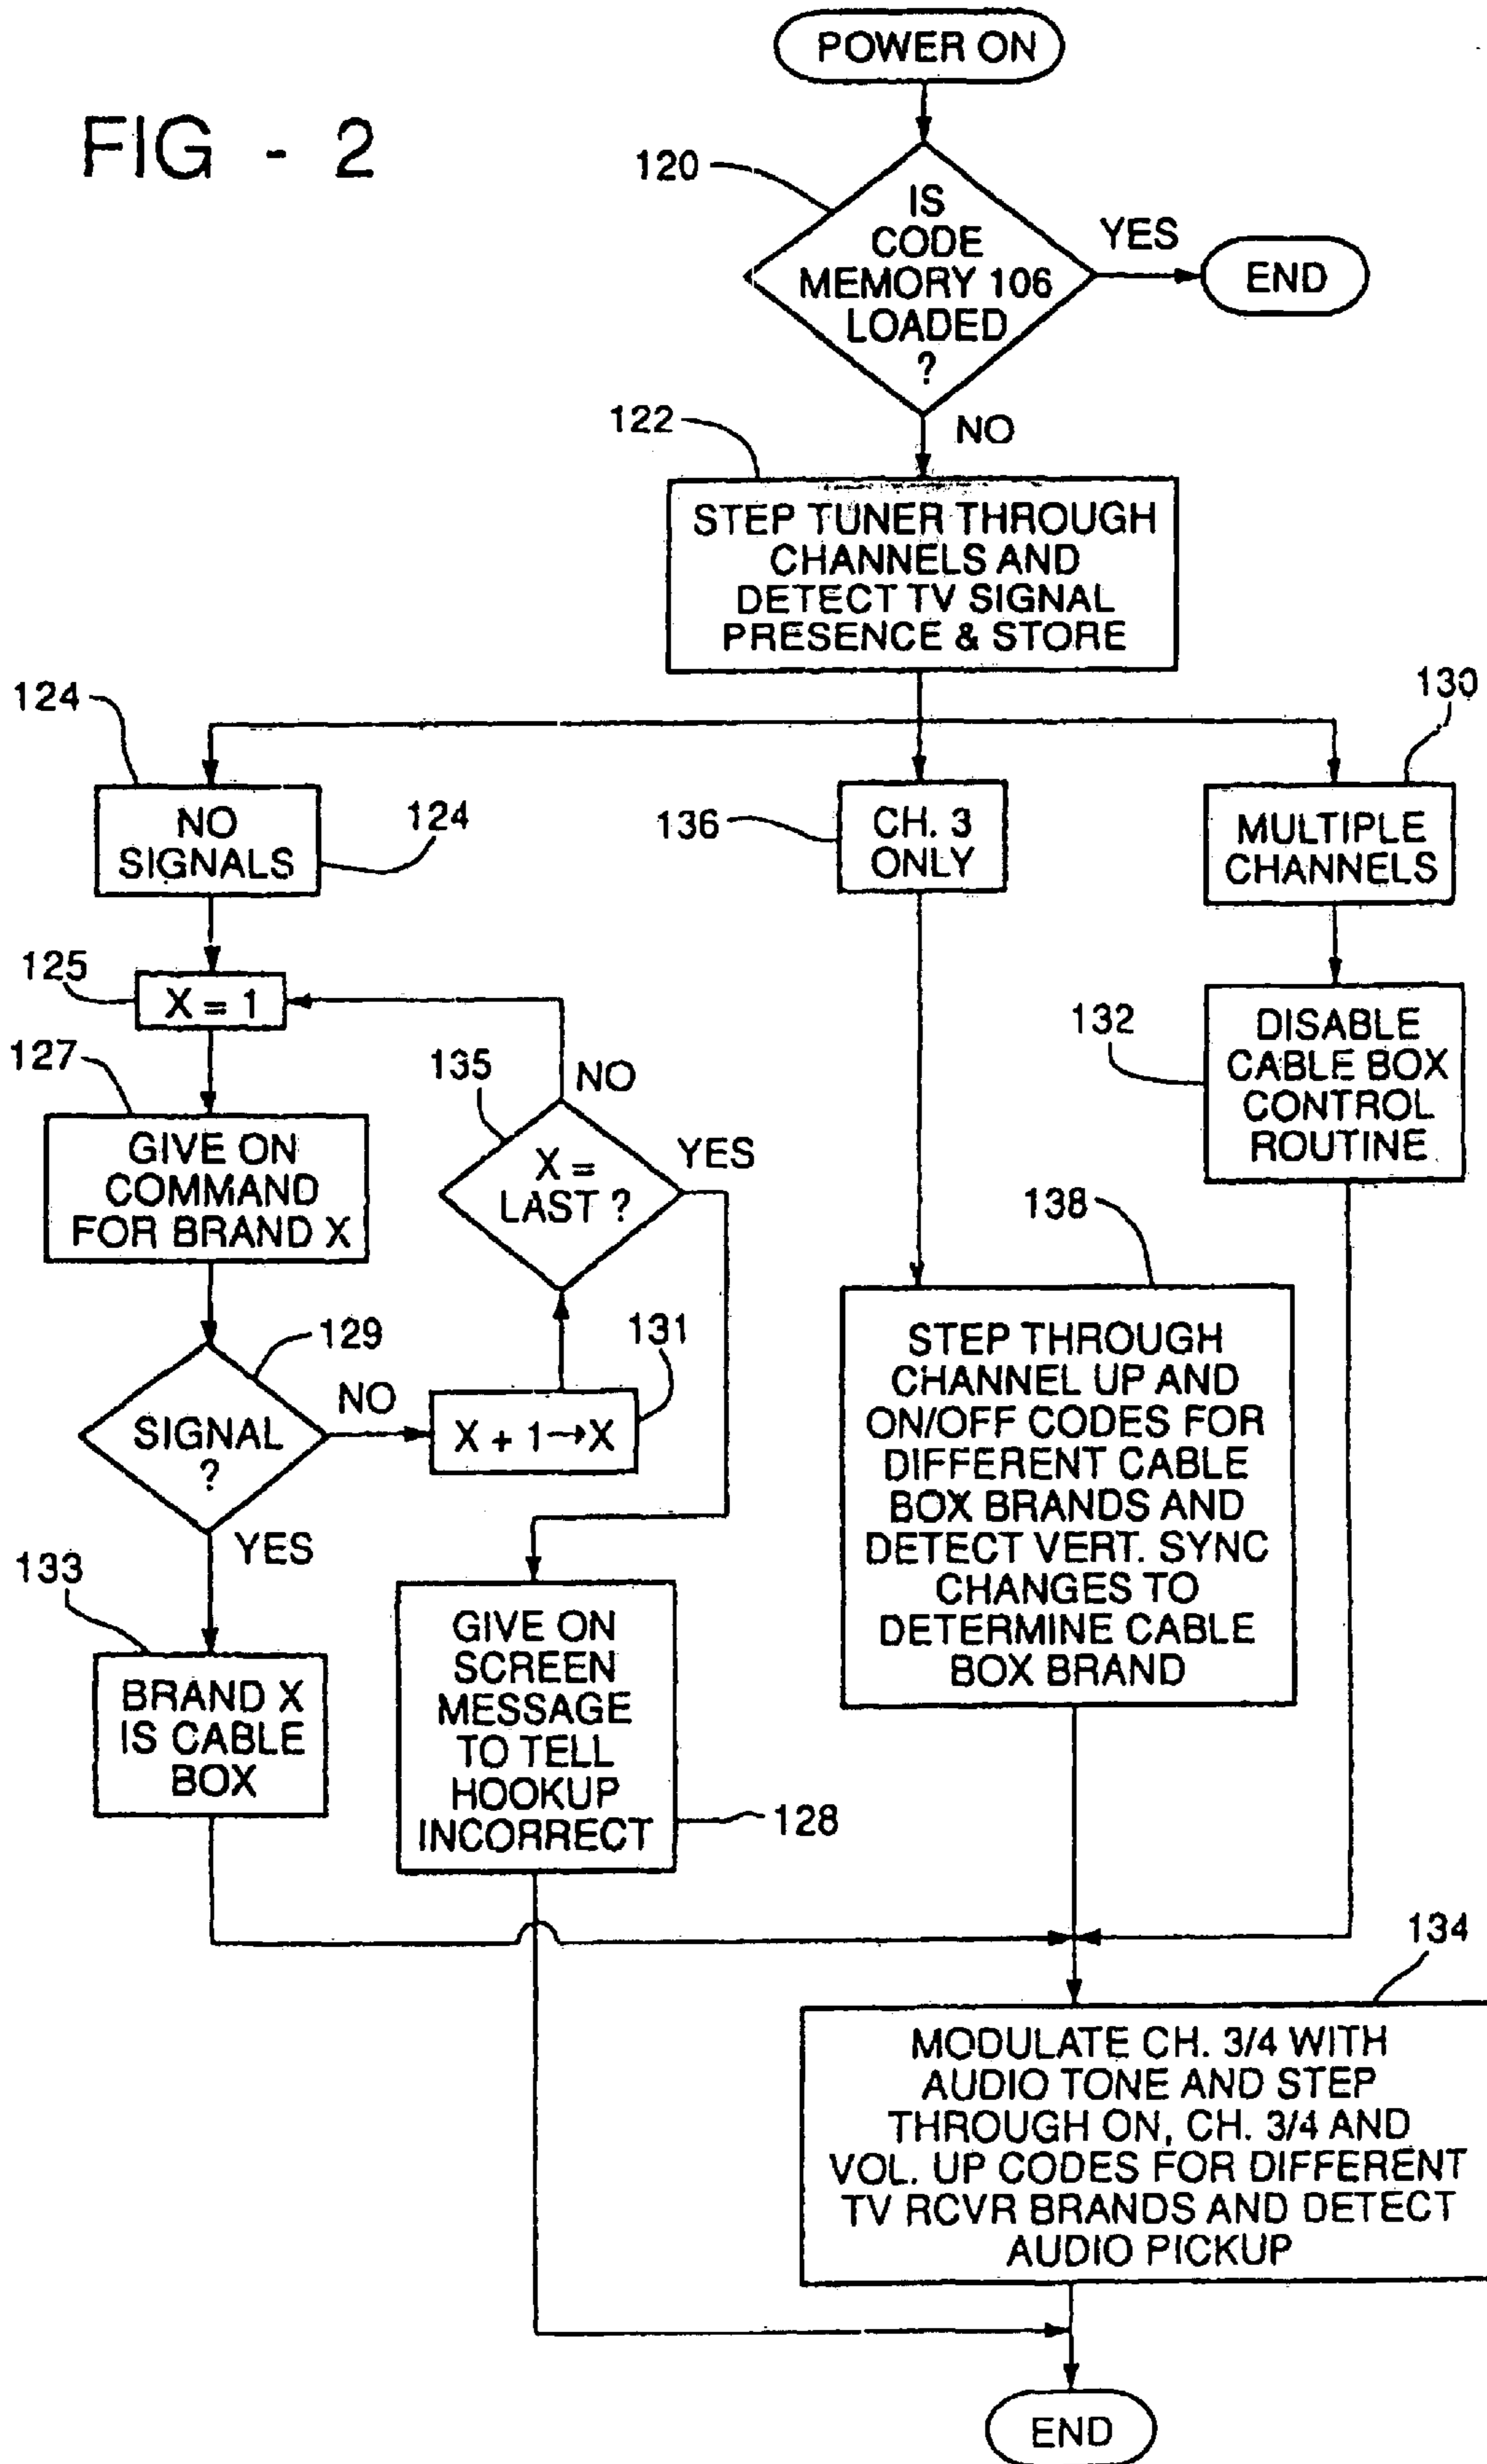 POWER ON
FIG - 2
120
IS
CODE
MEMORY 106
LOADED
?
YES
END
NO
122
STEP TUNER THROUGH
CHANNELS AND
DETECT TV SIGNAL
PRESENCE & STORE
124
NO
SIGNALS
124
136
CH. 3
ONLY
130
MULTIPLE
CHANNELS
125
X = 1
127
GIVE ON
COMMAND
FOR BRAND X
135
NO
X =
LAST ?
YES
132
DISABLE
CABLE BOX
CONTROL
ROUTINE
129
SIGNAL
?
NO
131
X + 1→X
YES
138
STEP THROUGH
CHANNEL UP AND
ON/OFF CODES FOR
DIFFERENT CABLE
BOX BRANDS AND
DETECT VERT. SYNC
CHANGES TO
DETERMINE CABLE
BOX BRAND
133
BRAND X
IS CABLE
BOX
GIVE ON
SCREEN
MESSAGE
TO TELL
HOOKUP
INCORRECT
128
134
MODULATE CH. 3/4 WITH
AUDIO TONE AND STEP
THROUGH ON, CH. 3/4 AND
VOL. UP CODES FOR DIFFERENT
TV RCVR BRANDS AND DETECT
AUDIO PICKUP
END